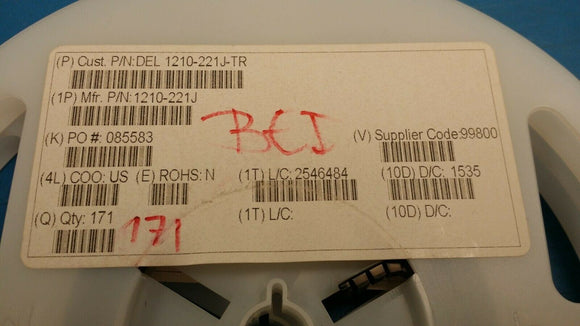 (P) Cust. P/N:DEL 1210-221J-TR
(1P) Mfr. P/N:1210-221J
(K) PO #: 085583
BEI
(V) Supplier Code:99800
(4L) COO: US (E) ROHS: N (1T) L/C: 2546484 (10D) D/C: 1535
(Q) Qty: 171 171 (1T) L/C: (10D) D/C: